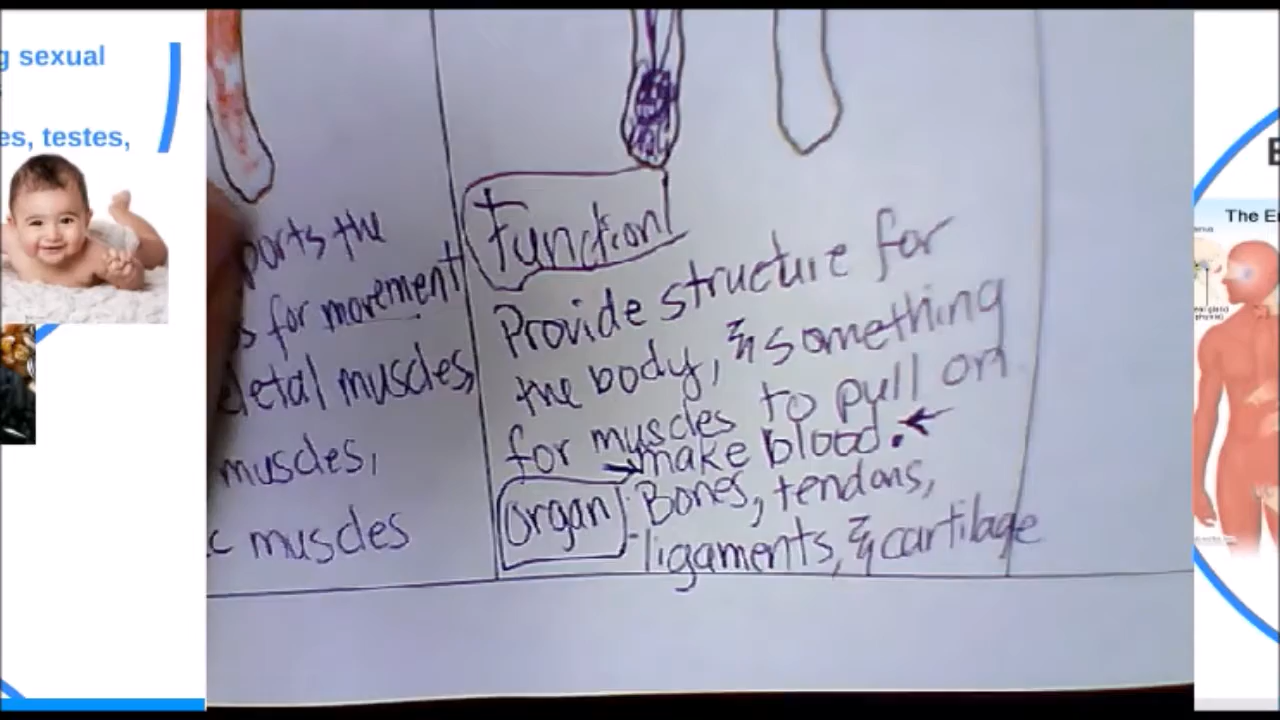 g sexual
es, testes,
ports the
s for movement
letal muscles,
muscles,
c muscles
Function
Provide structure for
the body, & something
for muscles to pull on
make blood.
organ : Bones, tendons,
- ligaments, & cartilage
E
The E